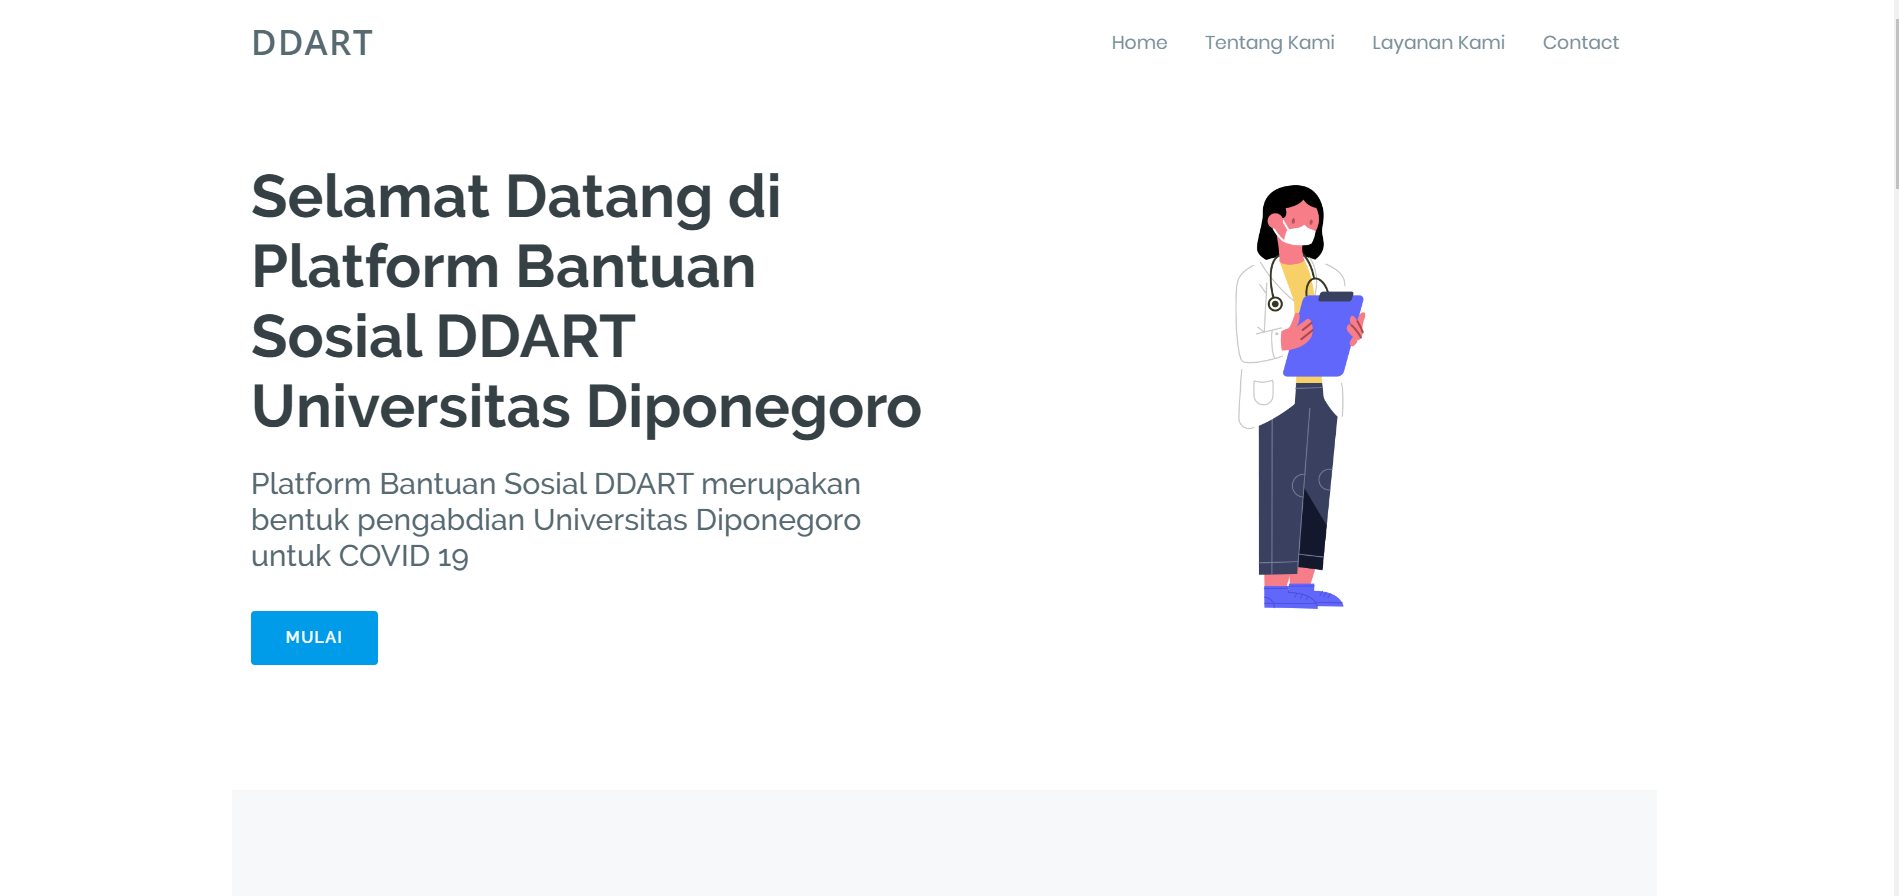 DDART
Home
Tentang Kami
Layanan Kami
Contact
Selamat Datang di
Platform Bantuan
Sosial DDART
Universitas Diponegoro
Platform Bantuan Sosial DDART merupakan
bentuk pengabdian Universitas Diponegoro
untuk COVID 19
MULAI